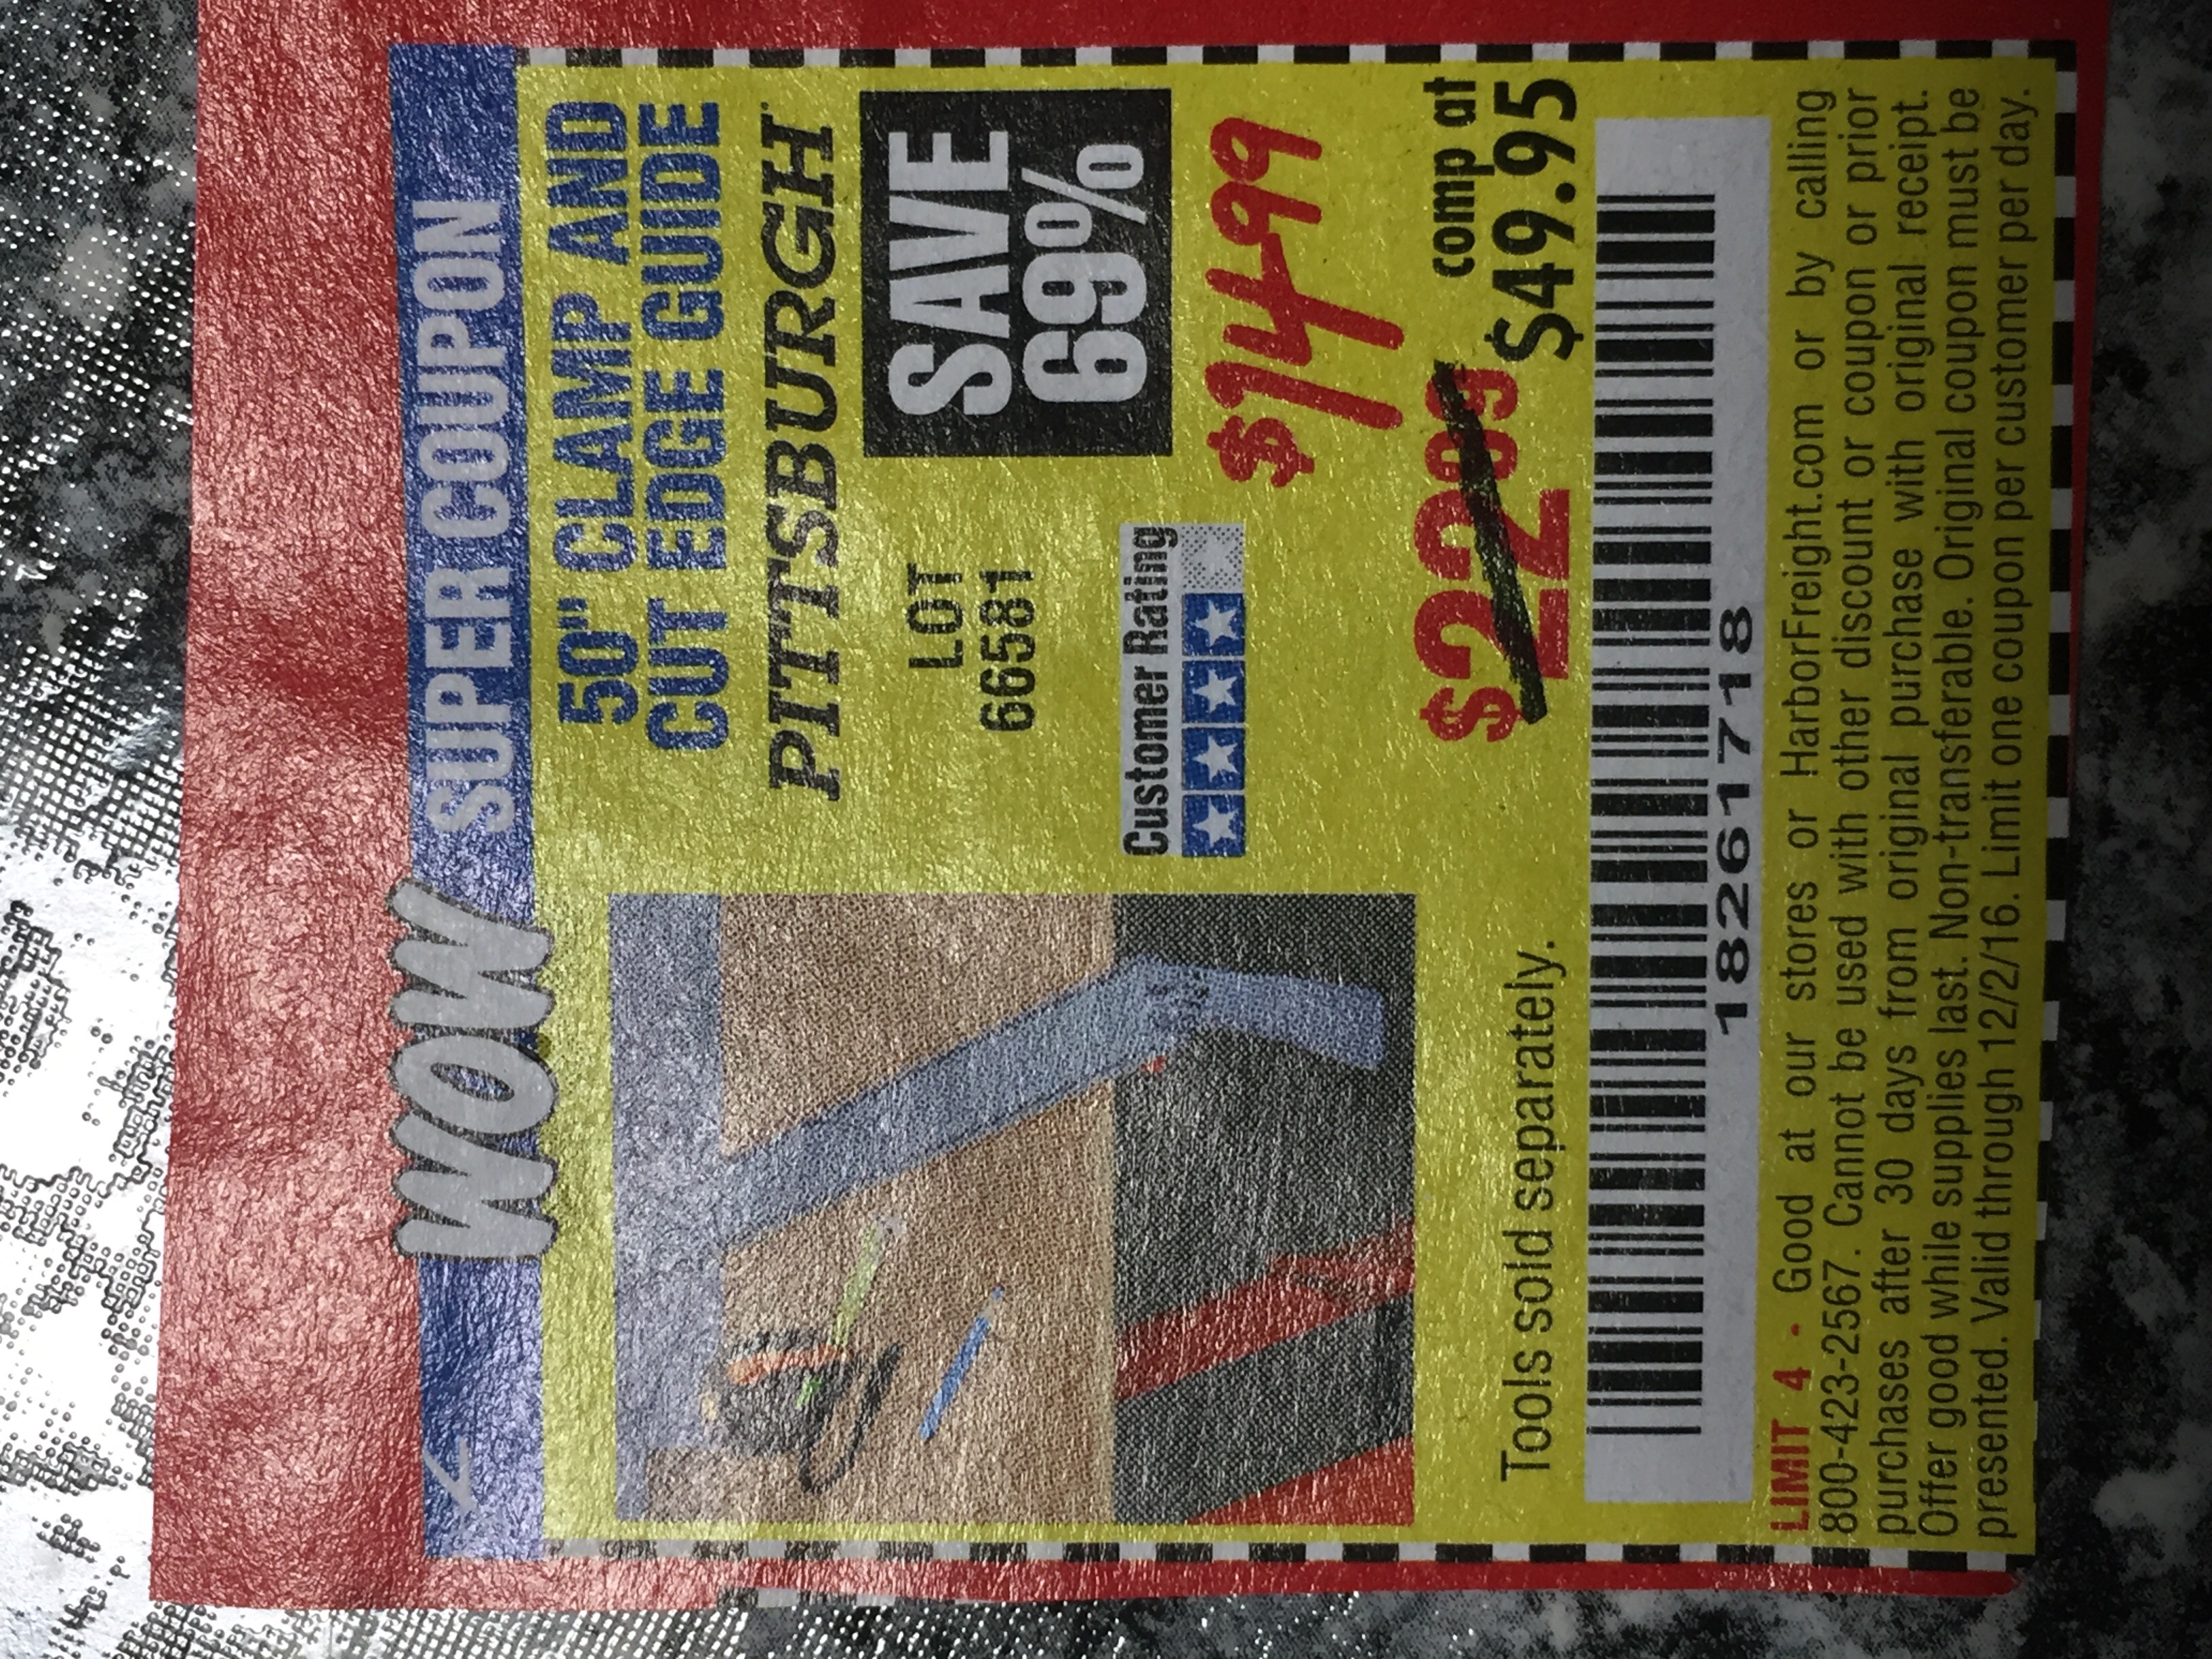 WOW SUPER COUPON
50" CLAMP AND
CUT EDGE GUIDE
PITTSBURGH
LOT
66581
SAVE
69%
Customer Rating
$14.99
$22.99
comp at
$49.95
Tools sold separately.
18261718
LIMIT 4 - Good at our stores or HarborFreight.com or by calling
800-423-2567. Cannot be used with other discount or coupon or prior
purchases after 30 days from original purchase with original receipt.
Offer good while supplies last. Non-transferable. Original coupon must be
presented. Valid through 12/2/16. Limit one coupon per customer per day.